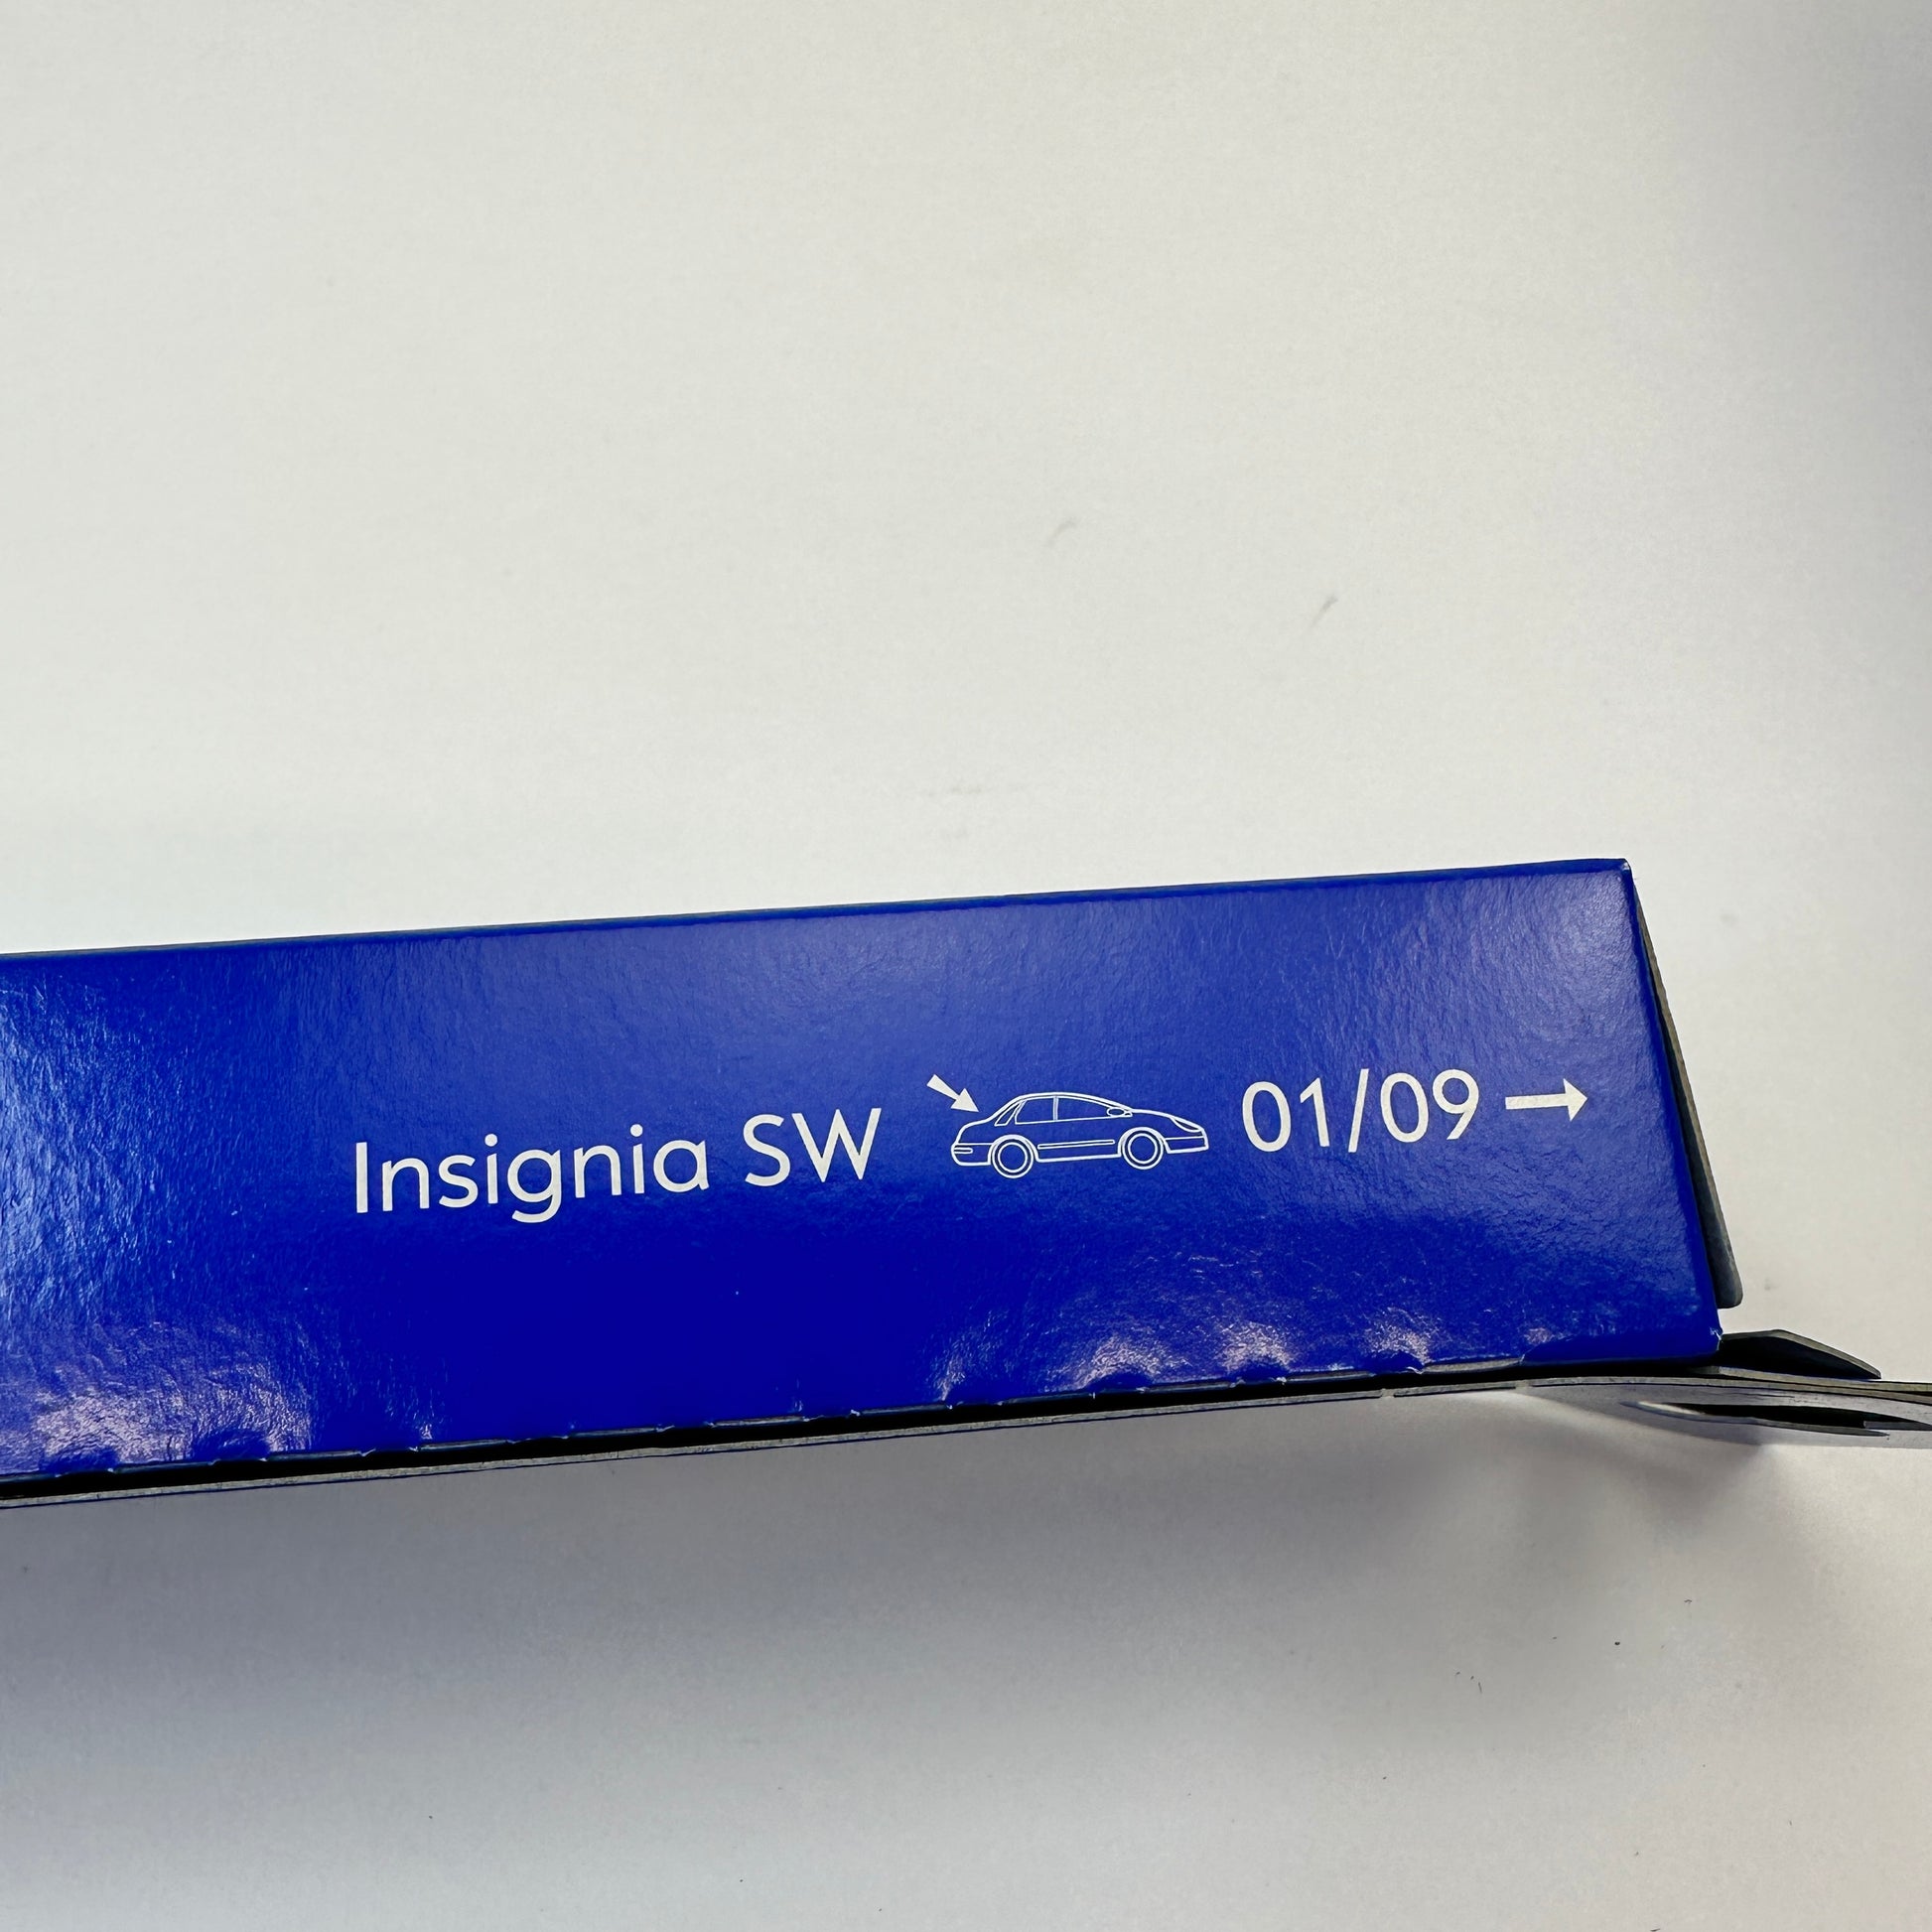 Insignia SW 01/09 →